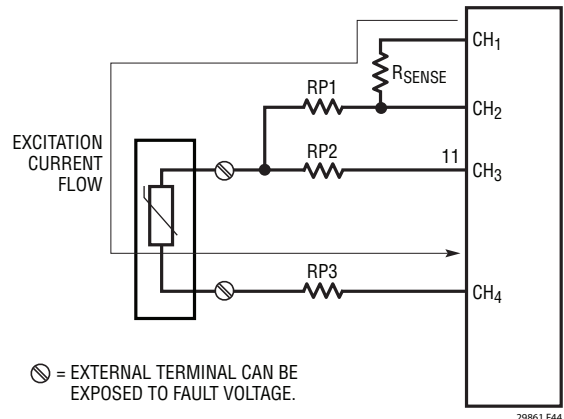 CH1
RSENSE
RP1
CH2
EXCITATION
CURRENT
FLOW
RP2
11
CH3
RP3
CH4
= EXTERNAL TERMINAL CAN BE
EXPOSED TO FAULT VOLTAGE.
29861 F44